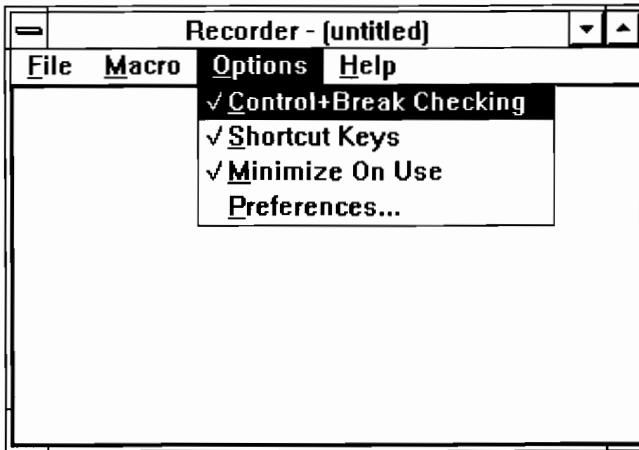 Recorder - (untitled)
File Macro Options Help
√ Control+Break Checking
√ Shortcut Keys
√ Minimize On Use
Preferences...